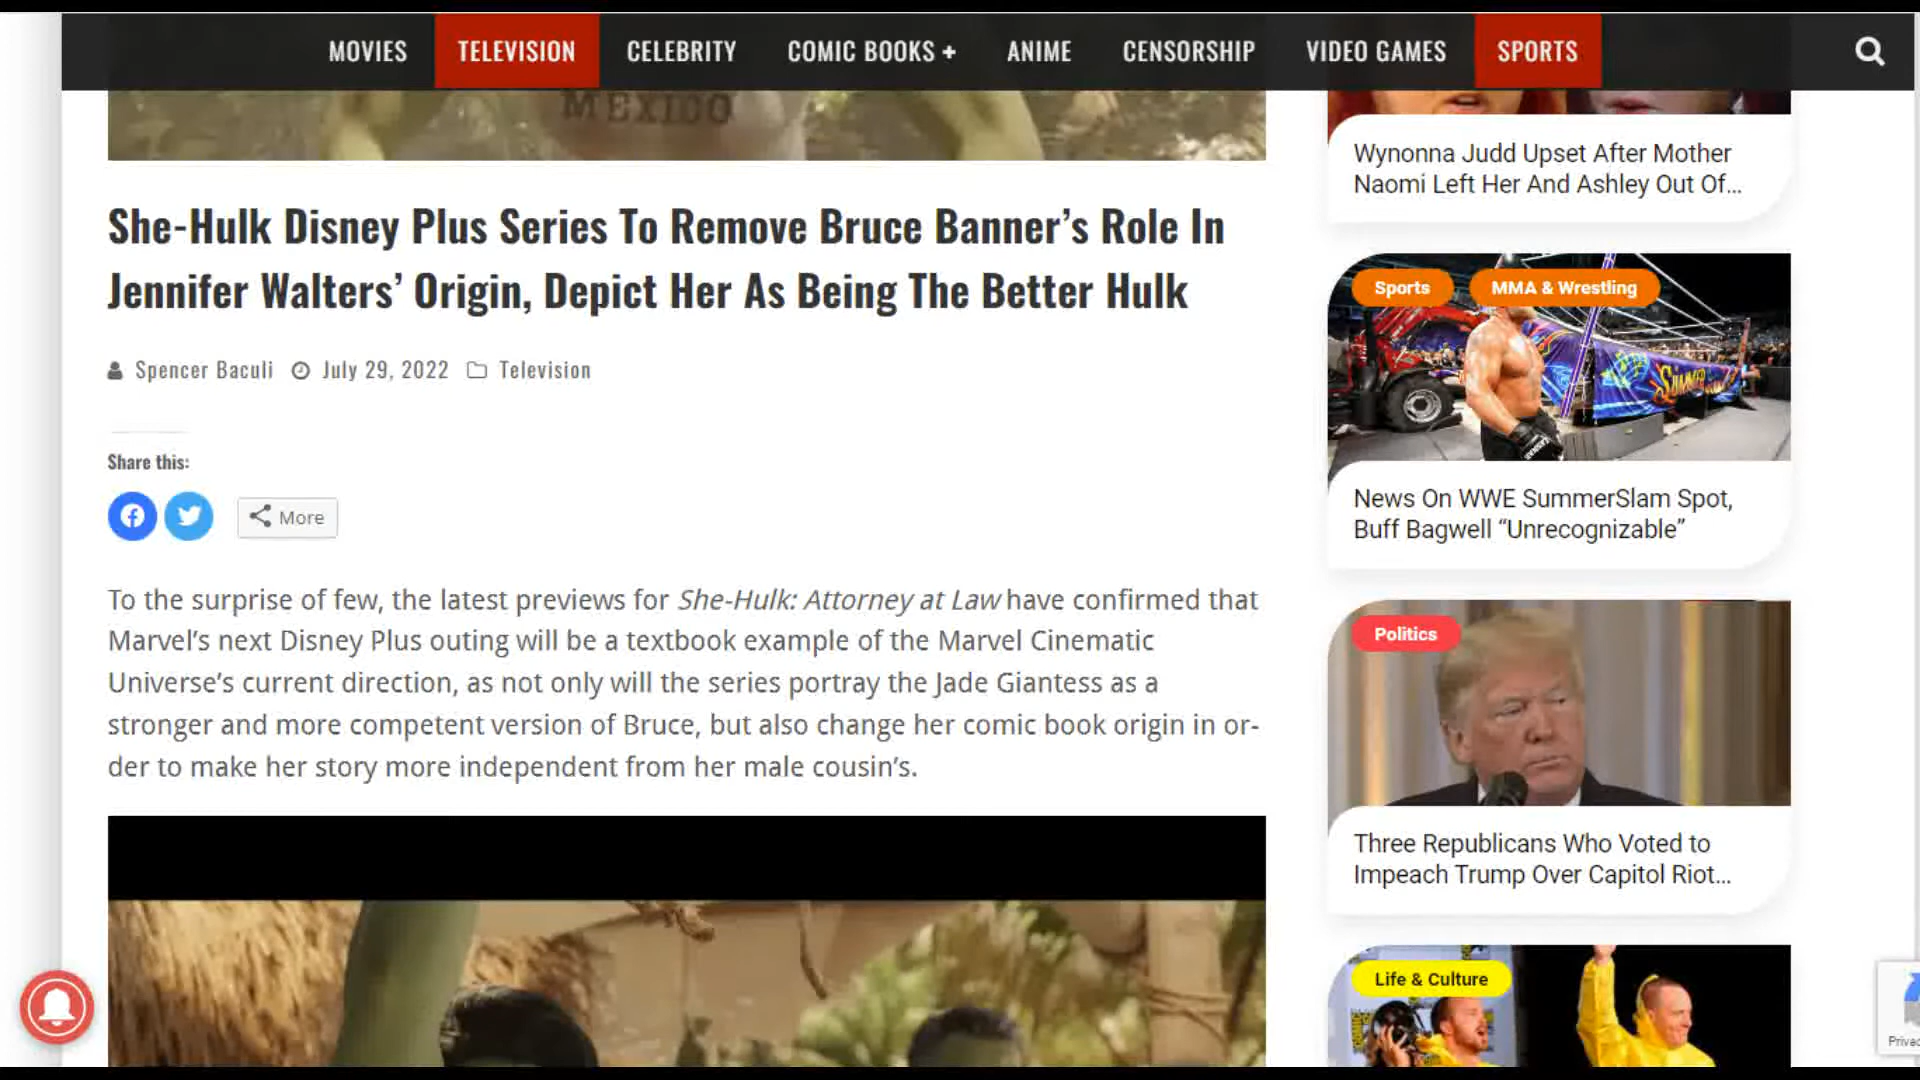 MOVIES
TELEVISION
CELEBRITY
COMIC BOOKS +
ANIME
CENSORSHIP
VIDEO GAMES
SPORTS
MEXICO
She-Hulk Disney Plus Series To Remove Bruce Banner’s Role In
Jennifer Walters’ Origin, Depict Her As Being The Better Hulk
Spencer Baculi
July 29, 2022
Television
Share this:
More
To the surprise of few, the latest previews for She-Hulk: Attorney at Law have confirmed that
Marvel’s next Disney Plus outing will be a textbook example of the Marvel Cinematic
Universe’s current direction, as not only will the series portray the Jade Giantess as a
stronger and more competent version of Bruce, but also change her comic book origin in or-
der to make her story more independent from her male cousin’s.
Wynonna Judd Upset After Mother
Naomi Left Her And Ashley Out Of...
Sports
MMA & Wrestling
News On WWE SummerSlam Spot,
Buff Bagwell “Unrecognizable”
Politics
Three Republicans Who Voted to
Impeach Trump Over Capitol Riot...
Life & Culture